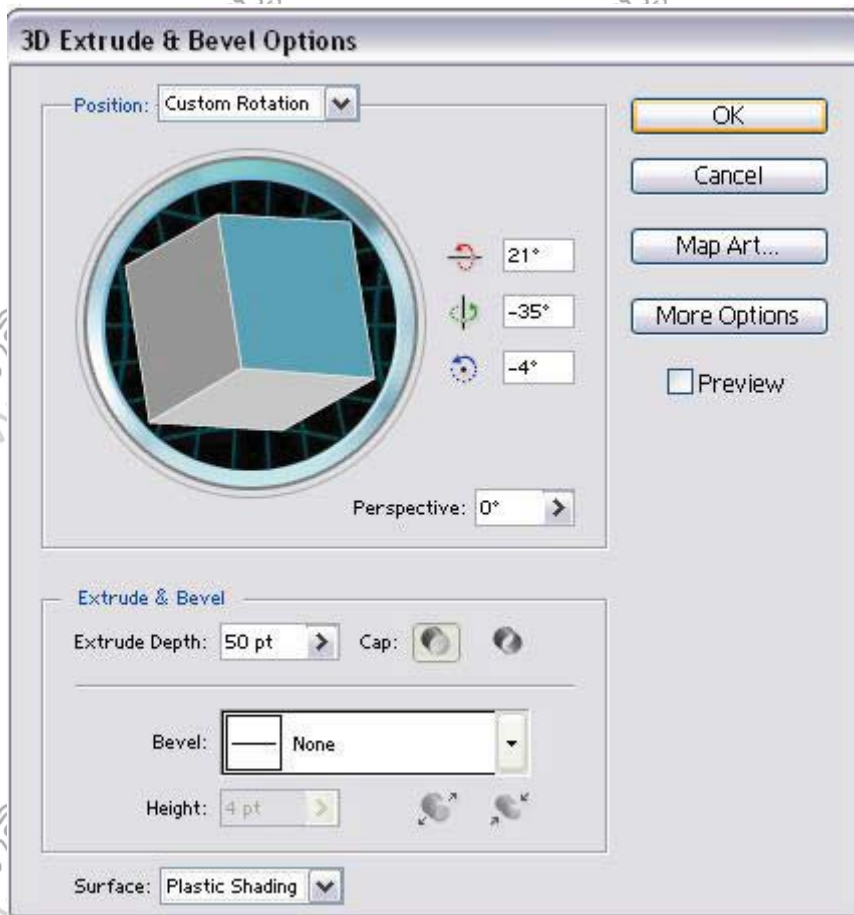 3D Extrude & Bevel Options
Position: Custom Rotation
OK
Cancel
Map Art...
More Options
Preview
21°
-35°
-4°
Perspective: 0°
Extrude & Bevel
Extrude Depth: 50 pt Cap:
Bevel: None
Height: 4 pt
Surface: Plastic Shading